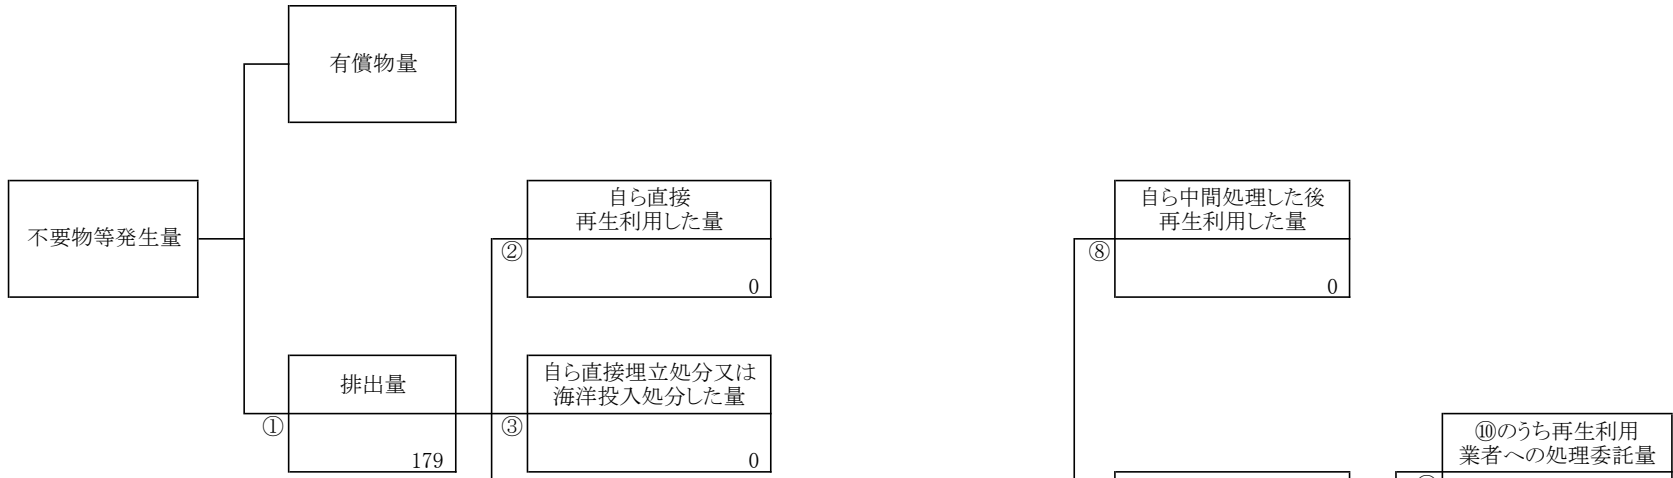 有償物量
不要物等発生量
自ら直接
再生利用した量
②
0
自ら中間処理した後
再生利用した量
⑧
0
排出量
①
179
自ら直接埋立処分又は
海洋投入処分した量
③
0
⑩のうち再生利用
業者への処理委託量